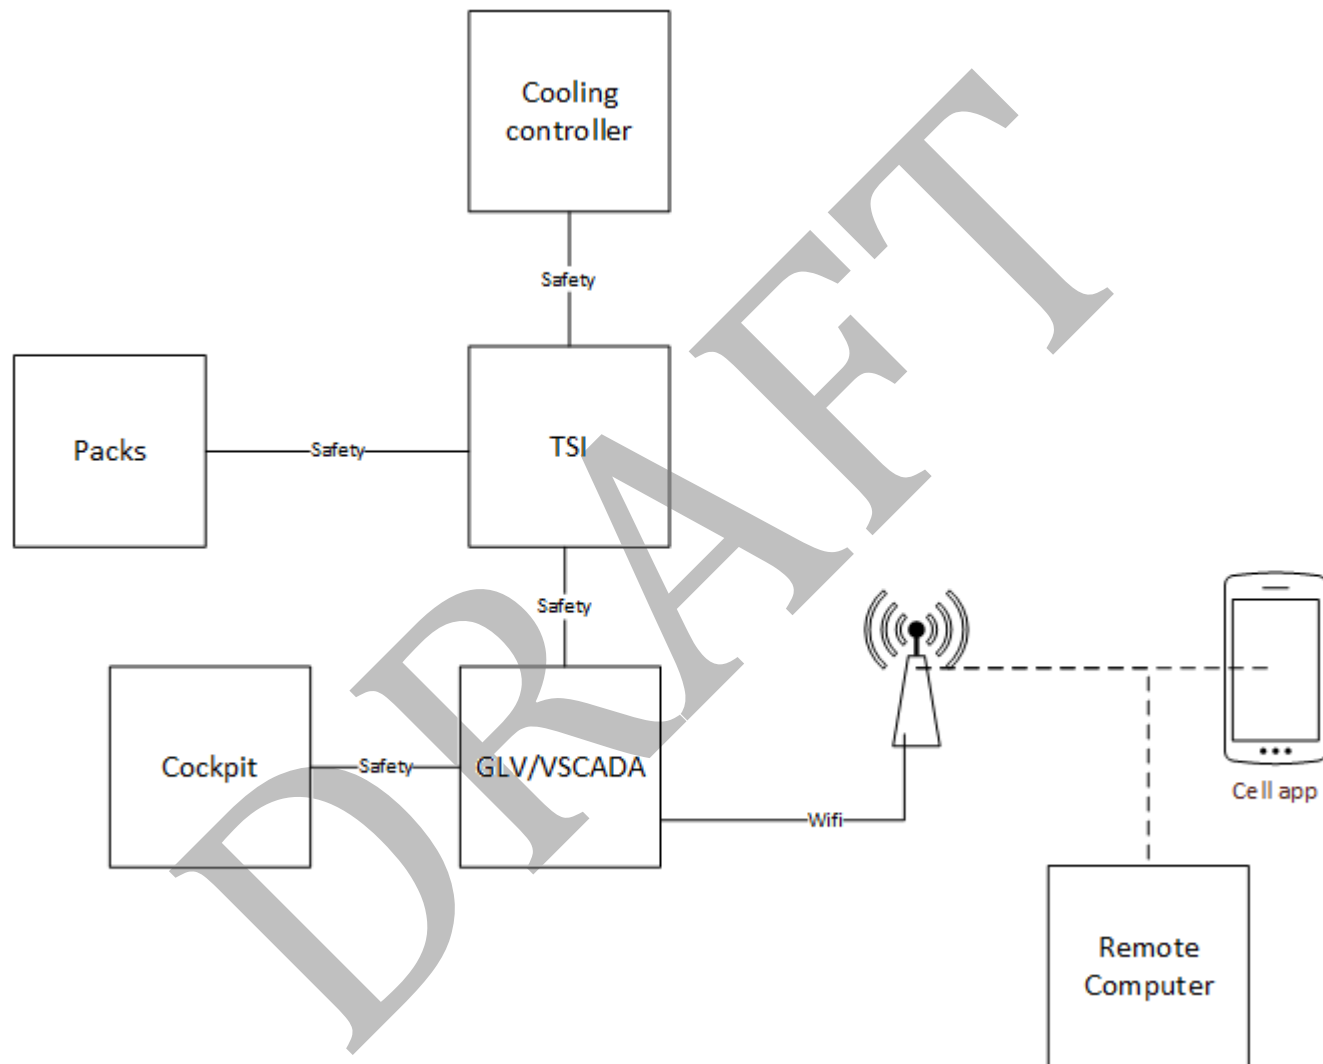 Cooling
controller
Safety
Packs
Safety
TSI
Safety
Cockpit
Safety
GLV/VSCADA
Wifi
Cell app
Remote
Computer
DRAFT